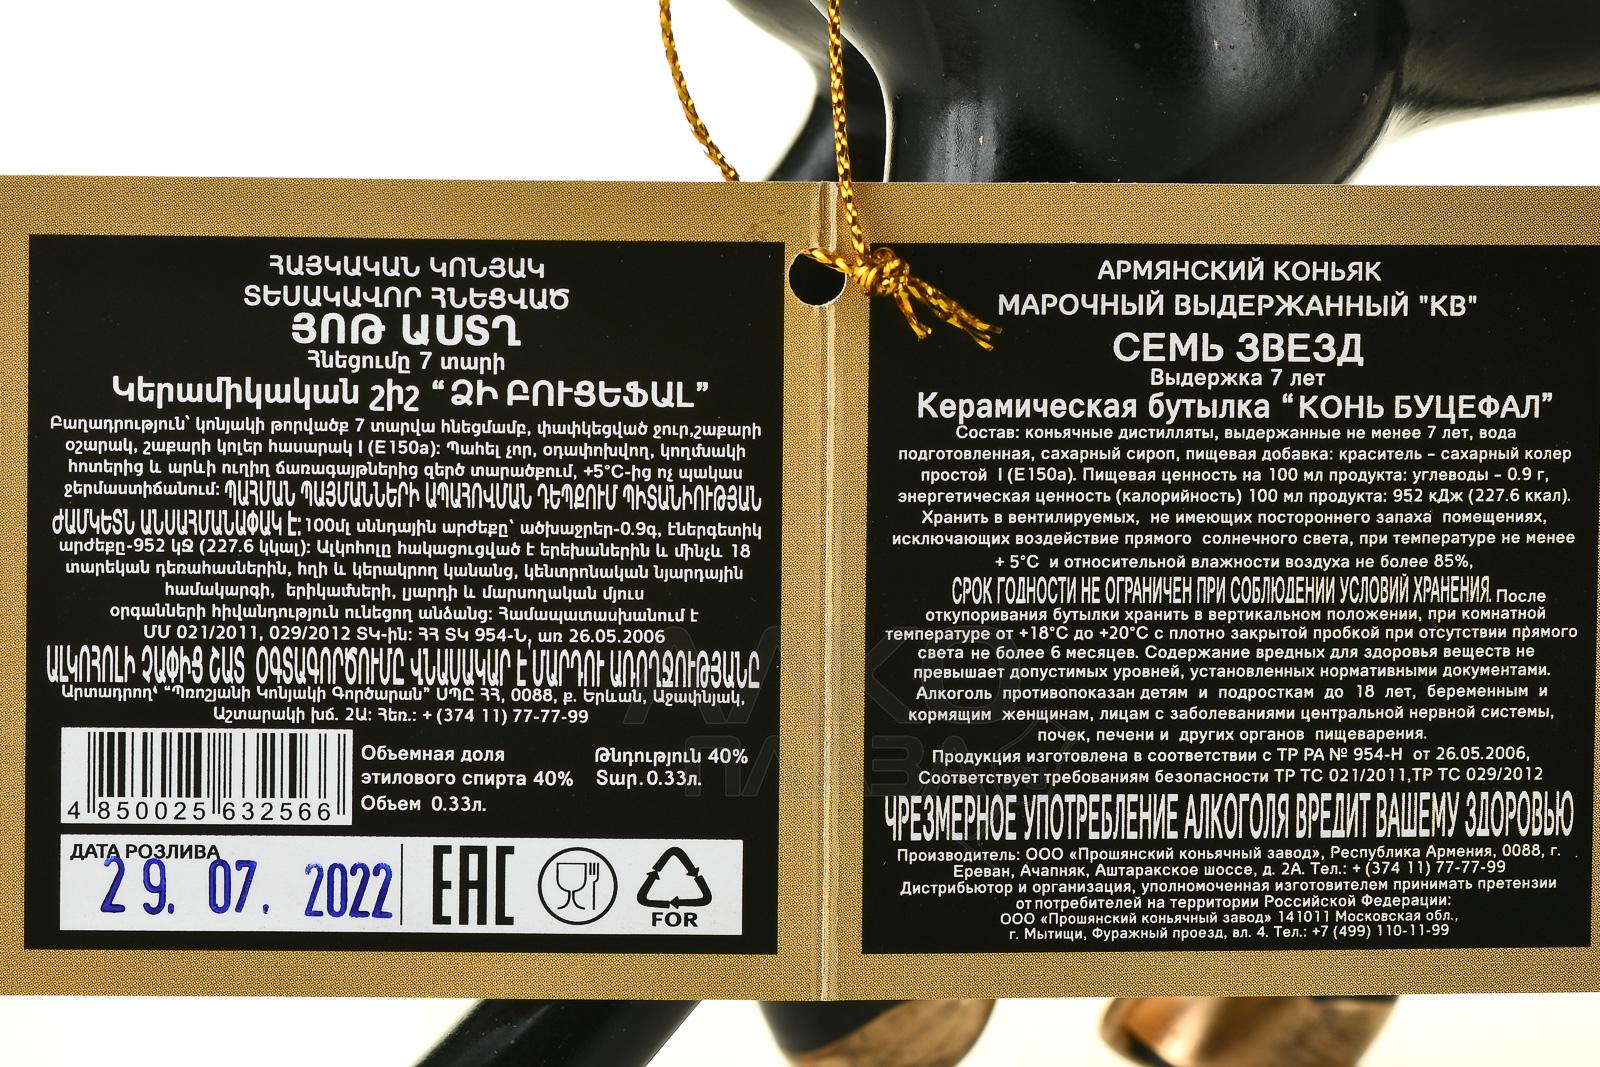 ՀԱՅԿԱԿԱՆ ԿՈՆՅԱԿ
ՏԵՍԱԿԱՎՈՐ ՀՆԵՑՎԱԾ
ՅՈԹ ԱՍՏՂ
Հնեցումը 7 տարի
Կերամիկական շիշ “ՁԻ ԲՈՒՑԵՖԱԼ”
Բաղադրություն՝ կոնյակի թորվածք 7 տարվա հնեցմամբ, փափկեցված ջուր,շաքարի
օշարակ, շաքարի կոլեր հասարակ I (E150a): Պահել չոր, օդափոխվող, կողմնակի
հոտերից և արևի ուղիղ ճառագայթներից զերծ տարածքում, +5°C-ից ոչ պակաս
ջերմաստիճանում: ՊԱՀՄԱՆ ՊԱՅՄԱՆՆԵՐԻ ԱՊԱՀՈՎՄԱՆ ԴԵՊՔՈՒՄ ՊԻՏԱՆԻՈՒԹՅԱՆ
ԺԱՄԿԵՏՆ ԱՆՍԱՀՄԱՆԱՓԱԿ Է: 100մլ սննդային արժեքը՝ ածխաջրեր-0.9գ, էներգետիկ
արժեքը-952 կՋ (227.6 կկալ): Ալկոհոլը հակացուցված է երեխաներին և մինչև 18
տարեկան դեռահասներին, հղի և կերակրող կանանց, կենտրոնական նյարդային
համակարգի, երիկամների, լյարդի և մարսողական մյուս
օրգանների հիվանդություն ունեցող անձանց: Համապատասխանում է
ՄՄ 021/2011, 029/2012 ՏԿ-ին: ՀՀ ՏԿ 954-Ն, առ 26.05.2006
ԱԼԿՈՀՈԼԻ ՉԱՓԻՑ ՇԱՏ ՕԳՏԱԳՈՐԾՈՒՄԸ ՎՆԱՍԱԿԱՐ Է ՄԱՐԴՈՒ ԱՌՈՂՋՈՒԹՅԱՆԸ
Արտադրող՝ “Պռոշյանի Կոնյակի Գործարան” ՍՊԸ ՀՀ, 0088, ք. Երևան, Աջափնյակ,
Աշտարակի խճ. 2Ա: Հեռ.: + (374 11) 77-77-99
Объемная доля Թնդություն 40%
этилового спирта 40% Տար.0.33լ.
Объем 0.33л.
4 850025 632566
ДАТА РОЗЛИВА
29. 07. 2022
EAC
FOR
АРМЯНСКИЙ КОНЬЯК
МАРОЧНЫЙ ВЫДЕРЖАННЫЙ "КВ"
СЕМЬ ЗВЕЗД
Выдержка 7 лет
Керамическая бутылка “КОНЬ БУЦЕФАЛ”
Состав: коньячные дистилляты, выдержанные не менее 7 лет, вода
подготовленная, сахарный сироп, пищевая добавка: краситель – сахарный колер
простой I (E150a). Пищевая ценность на 100 мл продукта: углеводы – 0.9 г,
энергетическая ценность (калорийность) 100 мл продукта: 952 кДж (227.6 ккал).
Хранить в вентилируемых, не имеющих постороннего запаха помещениях,
исключающих воздействие прямого солнечного света, при температуре не менее
+ 5°C и относительной влажности воздуха не более 85%,
СРОК ГОДНОСТИ НЕ ОГРАНИЧЕН ПРИ СОБЛЮДЕНИИ УСЛОВИЙ ХРАНЕНИЯ. После
откупоривания бутылки хранить в вертикальном положении, при комнатной
температуре от +18°С до +20°С с плотно закрытой пробкой при отсутствии прямого
света не более 6 месяцев. Содержание вредных для здоровья веществ не
превышает допустимых уровней, установленных нормативными документами.
Алкоголь противопоказан детям и подросткам до 18 лет, беременным и
кормящим женщинам, лицам с заболеваниями центральной нервной системы,
почек, печени и других органов пищеварения.
Продукция изготовлена в соответствии с ТР РА № 954-Н от 26.05.2006,
Соответствует требованиям безопасности ТР ТС 021/2011,ТР ТС 029/2012
ЧРЕЗМЕРНОЕ УПОТРЕБЛЕНИЕ АЛКОГОЛЯ ВРЕДИТ ВАШЕМУ ЗДОРОВЬЮ
Производитель: ООО «Прошянский коньячный завод», Республика Армения, 0088, г.
Ереван, Ачапняк, Аштаракское шоссе, д. 2А. Тел.: + (374 11) 77-77-99
Дистрибьютор и организация, уполномоченная изготовителем принимать претензии
от потребителей на территории Российской Федерации:
ООО «Прошянский коньячный завод» 141011 Московская обл.,
г. Мытищи, Фуражный проезд, вл. 4. Тел.: +7 (499) 110-11-99
АЛКО
ПЛАЗА